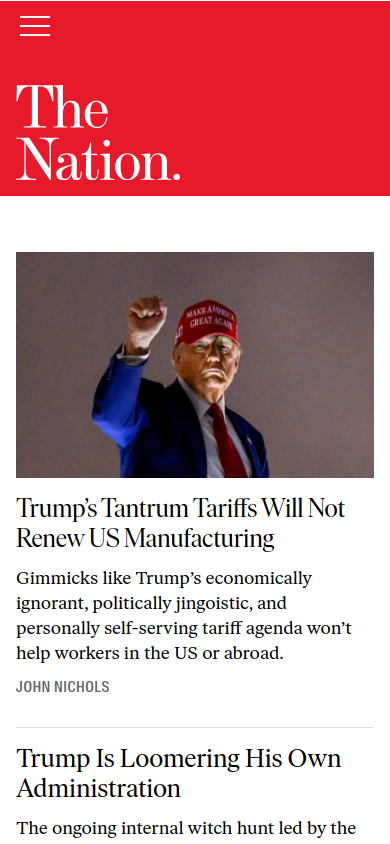 The
Nation.
MAKE AMERICA
GREAT AGAIN
Trump’s Tantrum Tariffs Will Not
Renew US Manufacturing
Gimmicks like Trump’s economically
ignorant, politically jingoistic, and
personally self-serving tariff agenda won’t
help workers in the US or abroad.
JOHN NICHOLS
Trump Is Loomering His Own
Administration
The ongoing internal witch hunt led by the